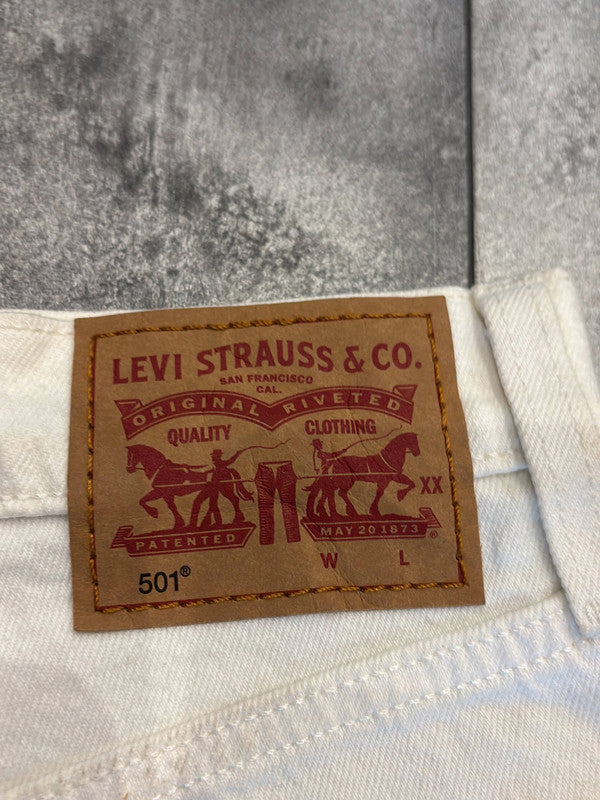 LEVI STRAUSS & CO.
SAN FRANCISCO
CAL.
ORIGINAL RIVETED
QUALITY CLOTHING
XX
PATENTED MAY 20 1873 ®
W L
501®